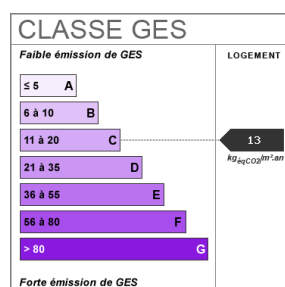 CLASSE GES
Faible émission de GES LOGEMENT
≤ 5 A
6 à 10 B
11 à 20 C 13
kgéqCO2/m².an
21 à 35 D
36 à 55 E
56 à 80 F
> 80 G
Forte émission de GES